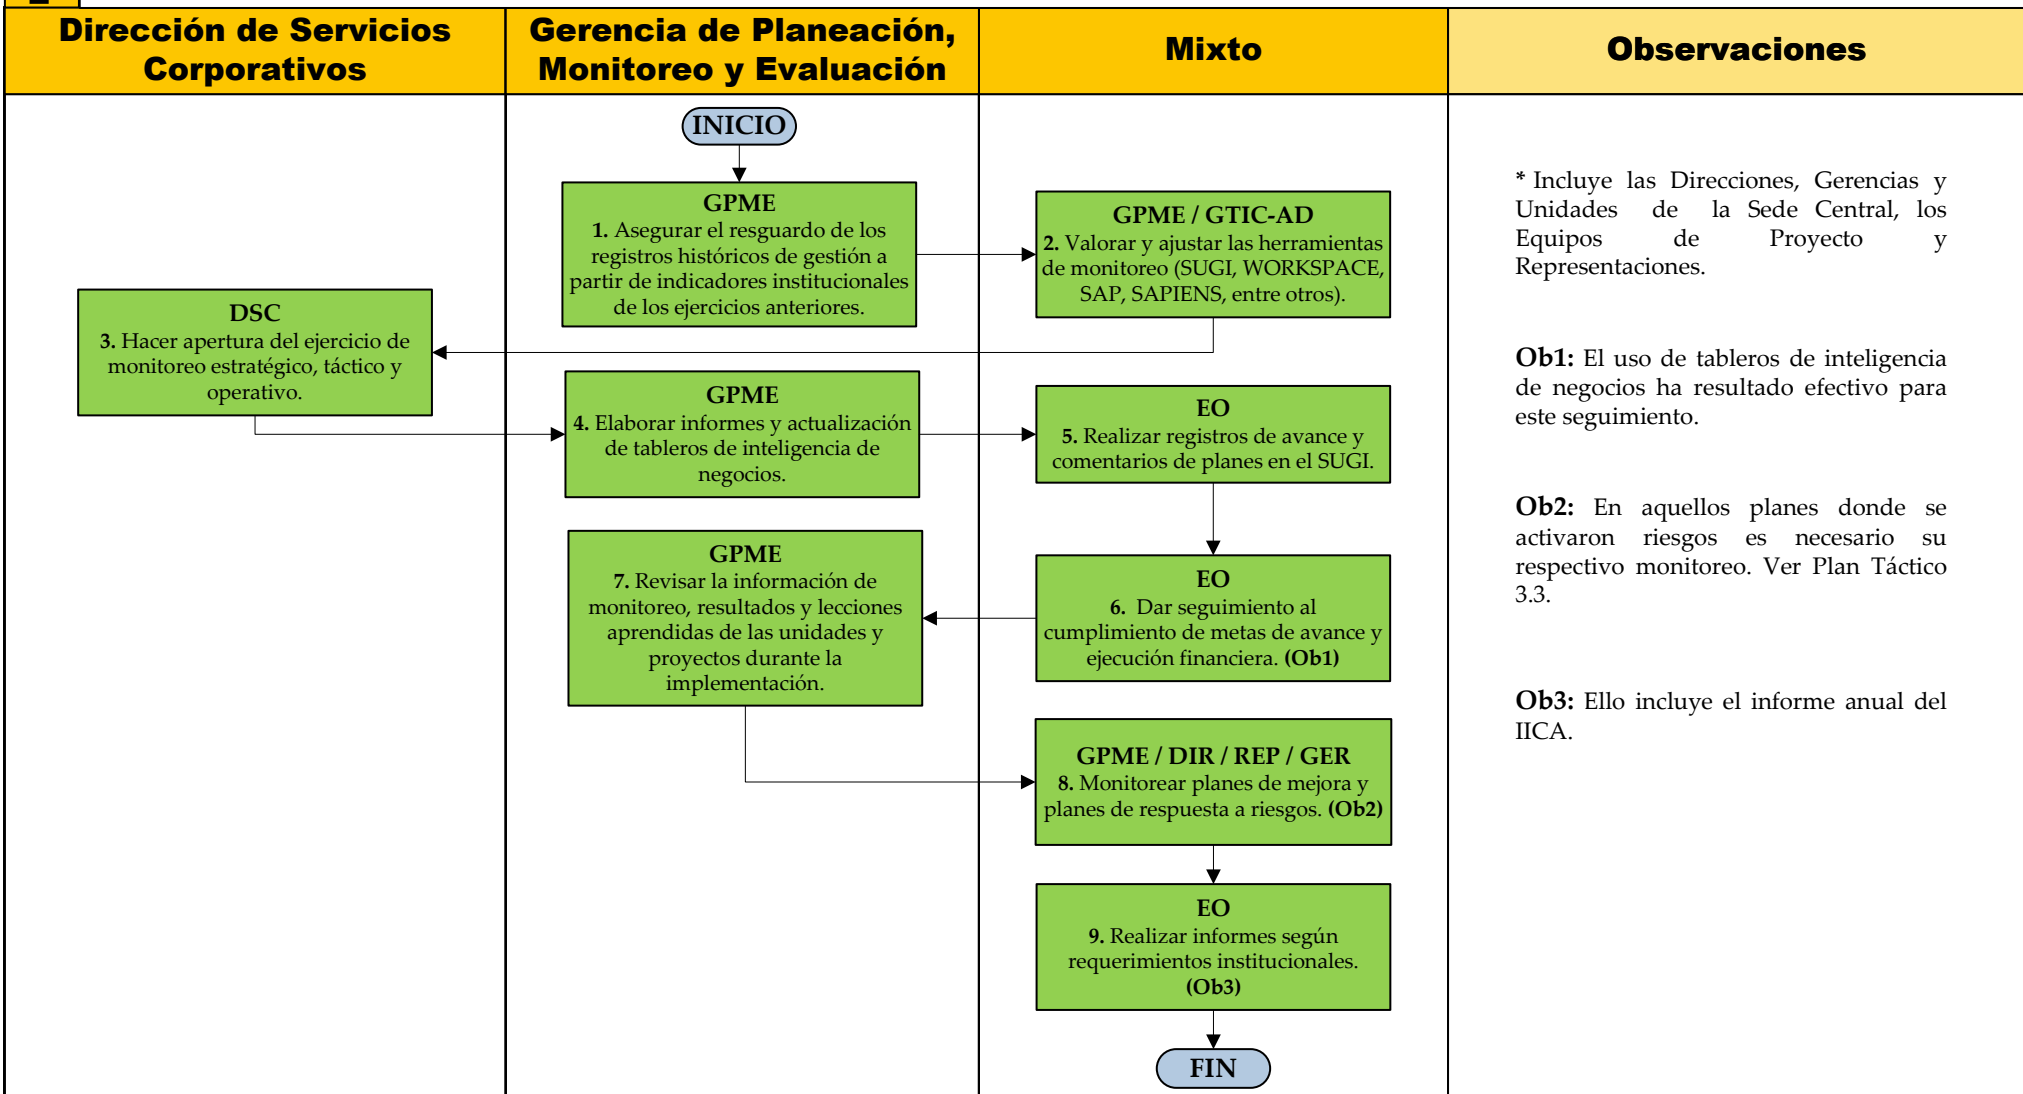 Dirección de Servicios
Corporativos
Gerencia de Planeación,
Monitoreo y Evaluación
Mixto
Observaciones
INICIO
GPME
1. Asegurar el resguardo de los
registros históricos de gestión a
partir de indicadores institucionales
de los ejercicios anteriores.
GPME / GTIC-AD
2. Valorar y ajustar las herramientas
de monitoreo (SUGI, WORKSPACE,
SAP, SAPIENS, entre otros).
DSC
3. Hacer apertura del ejercicio de
monitoreo estratégico, táctico y
operativo.
GPME
4. Elaborar informes y actualización
de tableros de inteligencia de
negocios.
EO
5. Realizar registros de avance y
comentarios de planes en el SUGI.
EO
6. Dar seguimiento al
cumplimiento de metas de avance y
ejecución financiera. (Ob1)
GPME
7. Revisar la información de
monitoreo, resultados y lecciones
aprendidas de las unidades y
proyectos durante la
implementación.
GPME / DIR / REP / GER
8. Monitorear planes de mejora y
planes de respuesta a riesgos. (Ob2)
EO
9. Realizar informes según
requerimientos institucionales.
(Ob3)
FIN
* Incluye las Direcciones, Gerencias y
Unidades de la Sede Central, los
Equipos de Proyecto y
Representaciones.
Ob1: El uso de tableros de inteligencia
de negocios ha resultado efectivo para
este seguimiento.
Ob2: En aquellos planes donde se
activaron riesgos es necesario su
respectivo monitoreo. Ver Plan Táctico
3.3.
Ob3: Ello incluye el informe anual del
IICA.